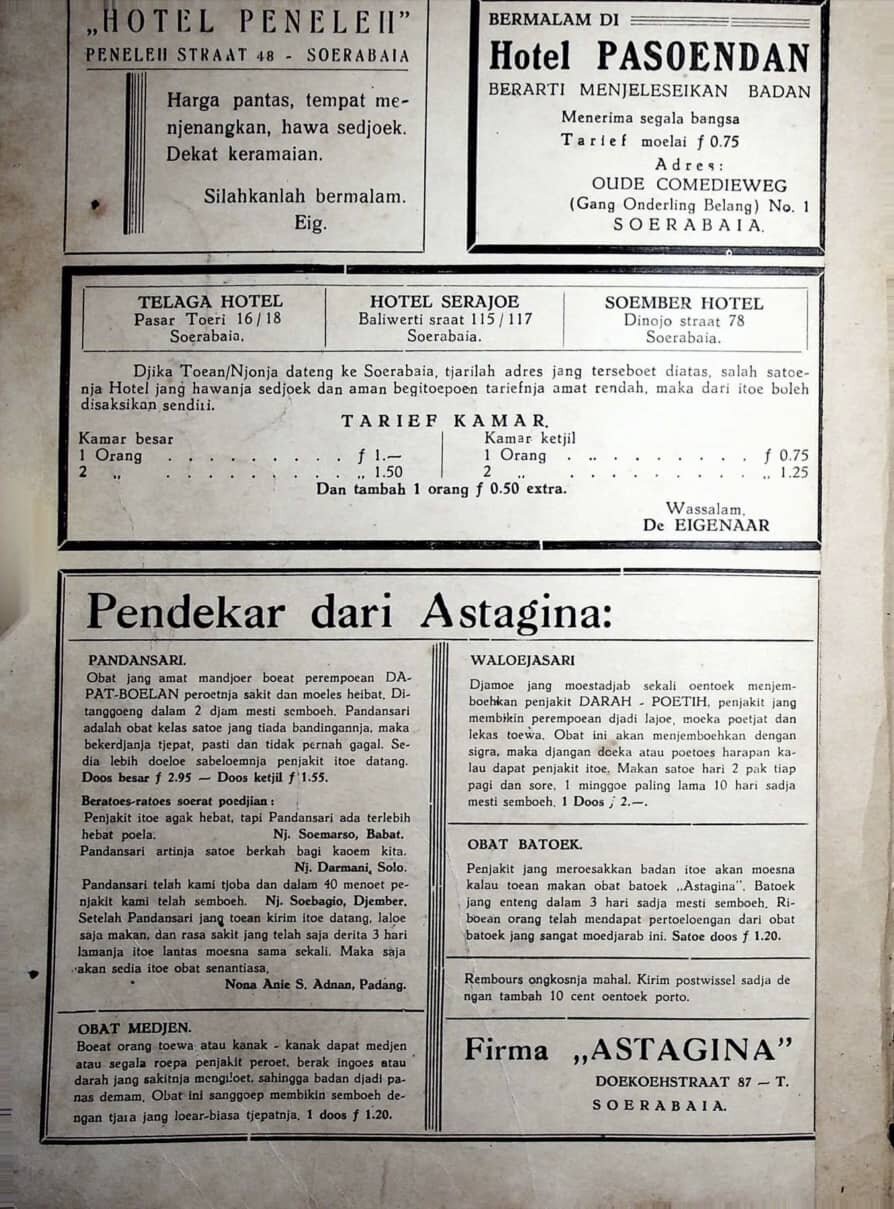 „HOTEL PENELEH”
PENELEH STRAAT 48 - SOERABAIA
Harga pantas, tempat me-
njenangkan, hawa sedjoek.
Dekat keramaian.
Silahkanlah bermalam.
Eig.
BERMALAM DI
Hotel PASOENDAN
BERARTI MENJELESEIKAN BADAN
Menerima segala bangsa
Tarief moelai ƒ 0.75
Adres:
OUDE COMEDIEWEG
(Gang Onderling Belang) No. 1
SOERABAIA.
TELAGA HOTEL
Pasar Toeri 16/18
Soerabaia.
HOTEL SERAJOE
Baliwerti sraat 115/117
Soerabaia.
SOEMBER HOTEL
Dinojo straat 78
Soerabaia.
Djika Toean/Njonja dateng ke Soerabaia, tjarilah adres jang terseboet diatas, salah satoe-
nja Hotel jang hawanja sedjoek dan aman begitoepoen tariefnja amat rendah, maka dari itoe boleh
disaksikan sendiri.
TARIEF KAMAR.
Kamar besar
1 Orang . . . . . . . . . ƒ 1.—
2 „ . . . . . . . . . „ 1.50
Kamar ketjil
1 Orang . . . . . . . . . ƒ 0.75
2 „ . . . . . . . . . „ 1.25
Dan tambah 1 orang ƒ 0.50 extra.
Wassalam,
De EIGENAAR
Pendekar dari Astagina:
PANDANSARI.
Obat jang amat mandjoer boeat perempoean DA-
PAT-BOELAN peroetnja sakit dan moeles heibat. Di-
tanggoeng dalam 2 djam mesti semboeh. Pandansari
adalah obat kelas satoe jang tiada bandingannja, maka
bekerdjanja tjepat, pasti dan tidak pernah gagal. Se-
dia lebih doeloe sabeloemnja penjakit itoe datang.
Doos besar ƒ 2.95 — Doos ketjil ƒ 1.55.
Beratoes-ratoes soerat poedjian:
Penjakit itoe agak hebat, tapi Pandansari ada terlebih
hebat poela. Nj. Soemarso, Babat.
Pandansari artinja satoe berkah bagi kaoem kita.
Nj. Darmani, Solo.
Pandansari telah kami tjoba dan dalam 40 menoet pe-
njakit kami telah semboeh. Nj. Soebagio, Djember.
Setelah Pandansari jang toean kirim itoe datang, laloe
saja makan, dan rasa sakit jang telah saja derita 3 hari
lamanja itoe lantas moesna sama sekali. Maka saja
akan sedia itoe obat senantiasa.
Nona Anie S. Adnan, Padang.
OBAT MEDJEN.
Boeat orang toewa atau kanak - kanak dapat medjen
atau segala roepa penjakit peroet, berak ingoes atau
darah jang sakitnja mengiloet, sahingga badan djadi pa-
nas demam. Obat ini sanggoep membikin semboeh de-
ngan tjara jang loear-biasa tjepatnja. 1 doos ƒ 1.20.
WALOEJASARI
Djamoe jang moestadjab sekali oentoek menjem-
boehkan penjakit DARAH - POETIH, penjakit jang
membikin perempoean djadi lajoe, moeka poetjat dan
lekas toewa. Obat ini akan menjemboehkan dengan
sigra, maka djangan doeka atau poetoes harapan ka-
lau dapat penjakit itoe. Makan satoe hari 2 pak tiap
pagi dan sore, 1 minggoe paling lama 10 hari sadja
mesti semboeh. 1 Doos ƒ 2.—.
OBAT BATOEK.
Penjakit jang meroesakkan badan itoe akan moesna
kalau toean makan obat batoek „Astagina”. Batoek
jang enteng dalam 3 hari sadja mesti semboeh. Ri-
boean orang telah mendapat pertoeloengan dari obat
batoek jang sangat moedjarab ini. Satoe doos ƒ 1.20.
Rembours ongkosnja mahal. Kirim postwissel sadja de
ngan tambah 10 cent oentoek porto.
Firma „ASTAGINA”
DOEKOEHSTRAAT 87 — T.
SOERABAIA.